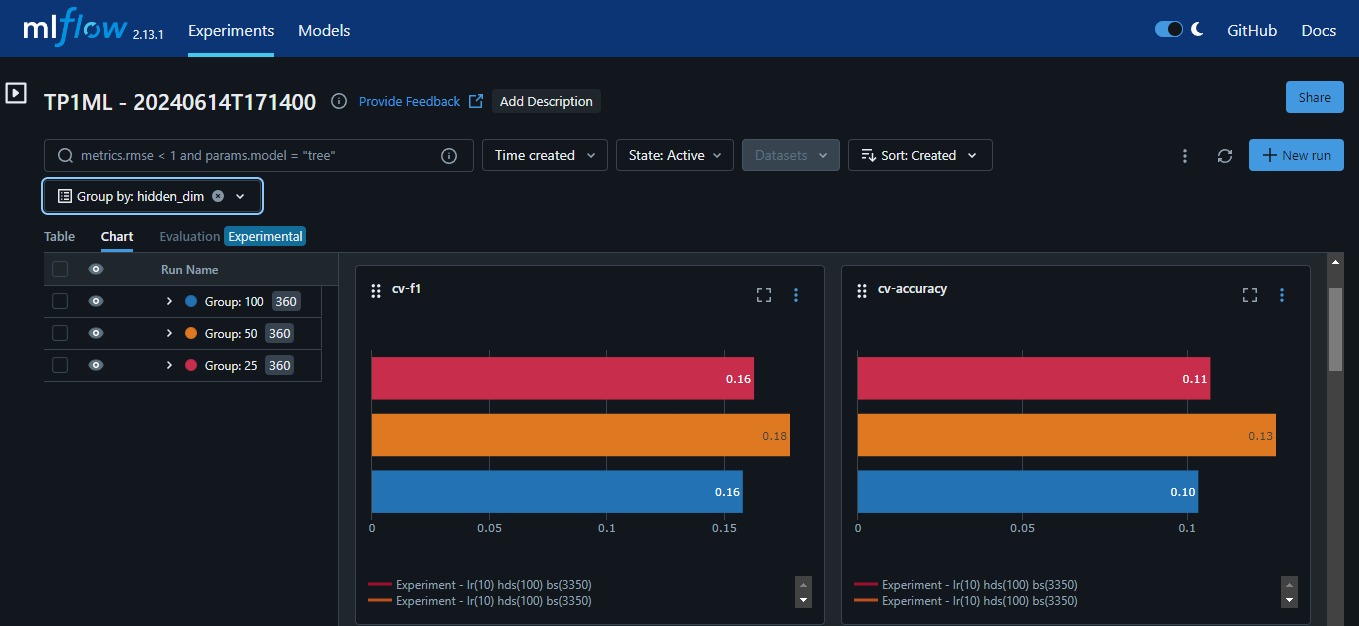 mlflow 2.13.1 Experiments Models GitHub Docs
TP1ML - 20240614T171400 Provide Feedback Add Description Share
metrics.rmse < 1 and params.model = "tree" Time created State: Active Datasets Sort: Created New run
Group by: hidden_dim
Table Chart Evaluation Experimental
Run Name
Group: 100 360
Group: 50 360
Group: 25 360
cv-f1
0.16
0.18
0.16
0 0.05 0.1 0.15
Experiment - lr(10) hds(100) bs(3350)
Experiment - lr(10) hds(100) bs(3350)
cv-accuracy
0.11
0.13
0.10
0 0.05 0.1
Experiment - lr(10) hds(100) bs(3350)
Experiment - lr(10) hds(100) bs(3350)